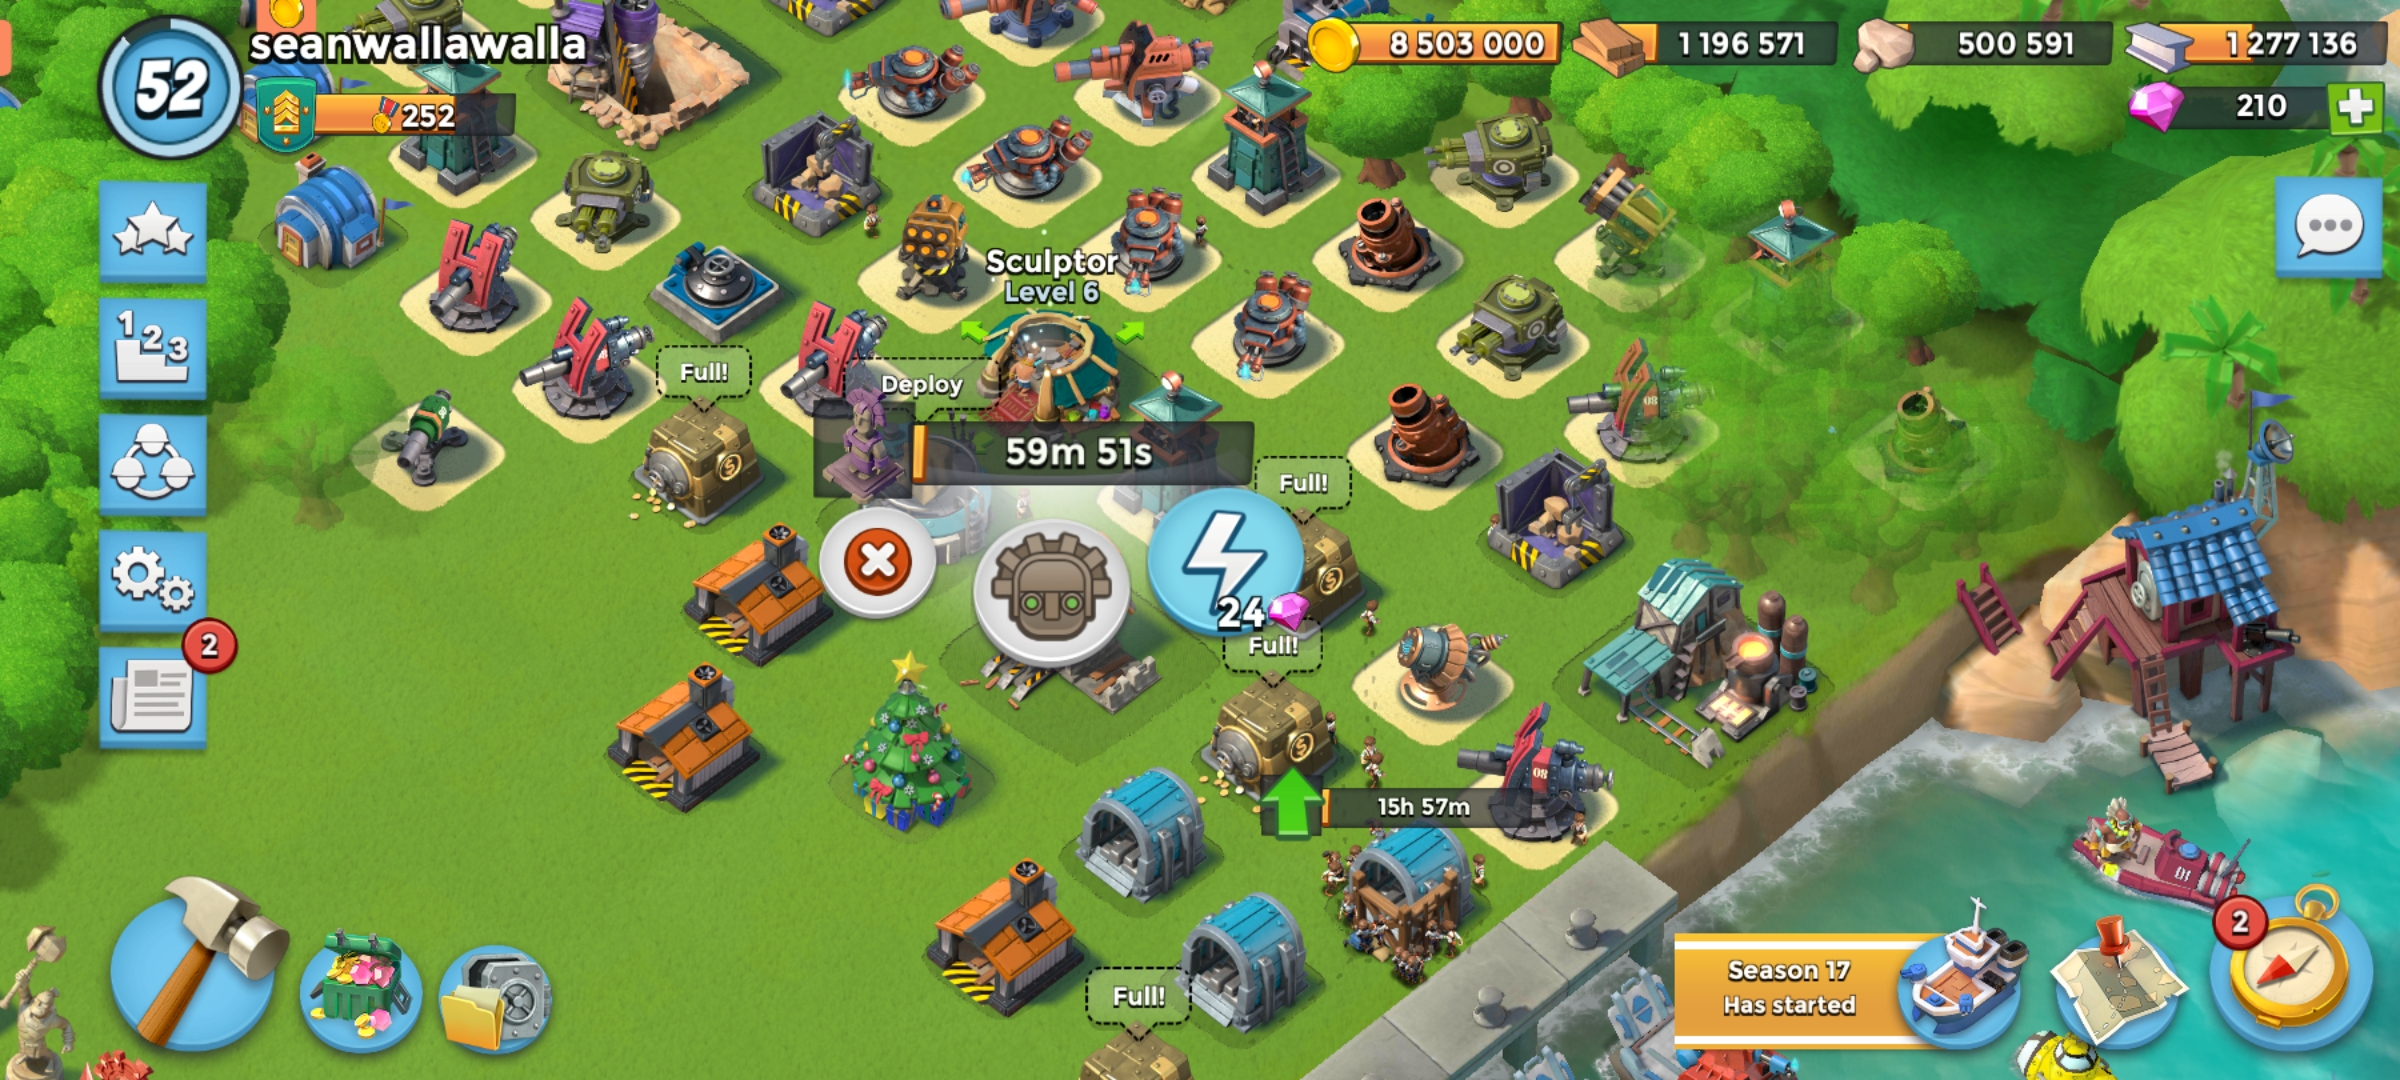 52
seanwallawalla
8 503 000
1 196 571
500 591
1 277 136
252
210
123
Sculptor
Level 6
Full!
Deploy
59m 51s
Full!
24
Full!
2
15h 57m
Full!
2
Season 17
Has started